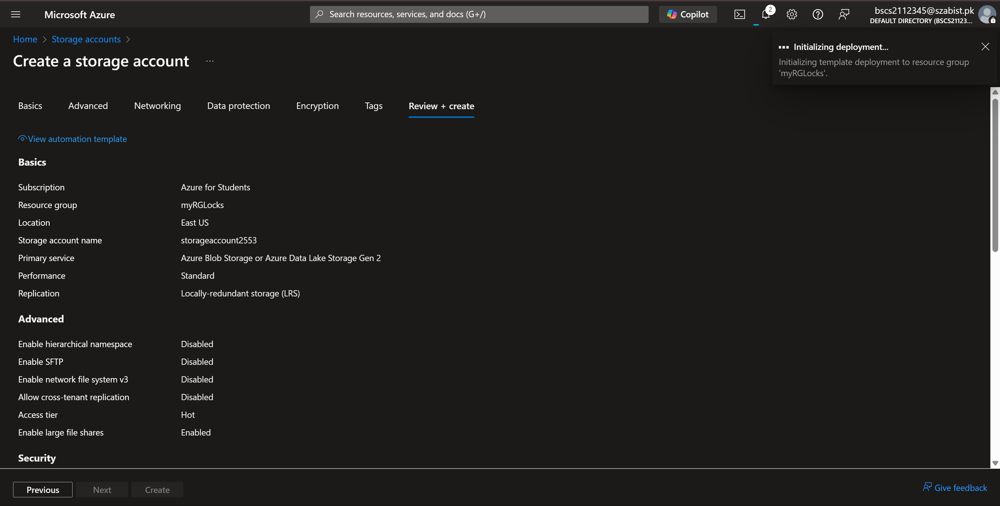 Microsoft Azure
Search resources, services, and docs (G+/)
Copilot
2
bscs2112345@szabist.pk
DEFAULT DIRECTORY (BSCS21123...
Home > Storage accounts >
Create a storage account ...
Initializing deployment...
Initializing template deployment to resource group
'myRGLocks'.
Basics Advanced Networking Data protection Encryption Tags Review + create
View automation template
Basics
Subscription Azure for Students
Resource group myRGLocks
Location East US
Storage account name storageaccount2553
Primary service Azure Blob Storage or Azure Data Lake Storage Gen 2
Performance Standard
Replication Locally-redundant storage (LRS)
Advanced
Enable hierarchical namespace Disabled
Enable SFTP Disabled
Enable network file system v3 Disabled
Allow cross-tenant replication Disabled
Access tier Hot
Enable large file shares Enabled
Security
Previous Next Create
Give feedback